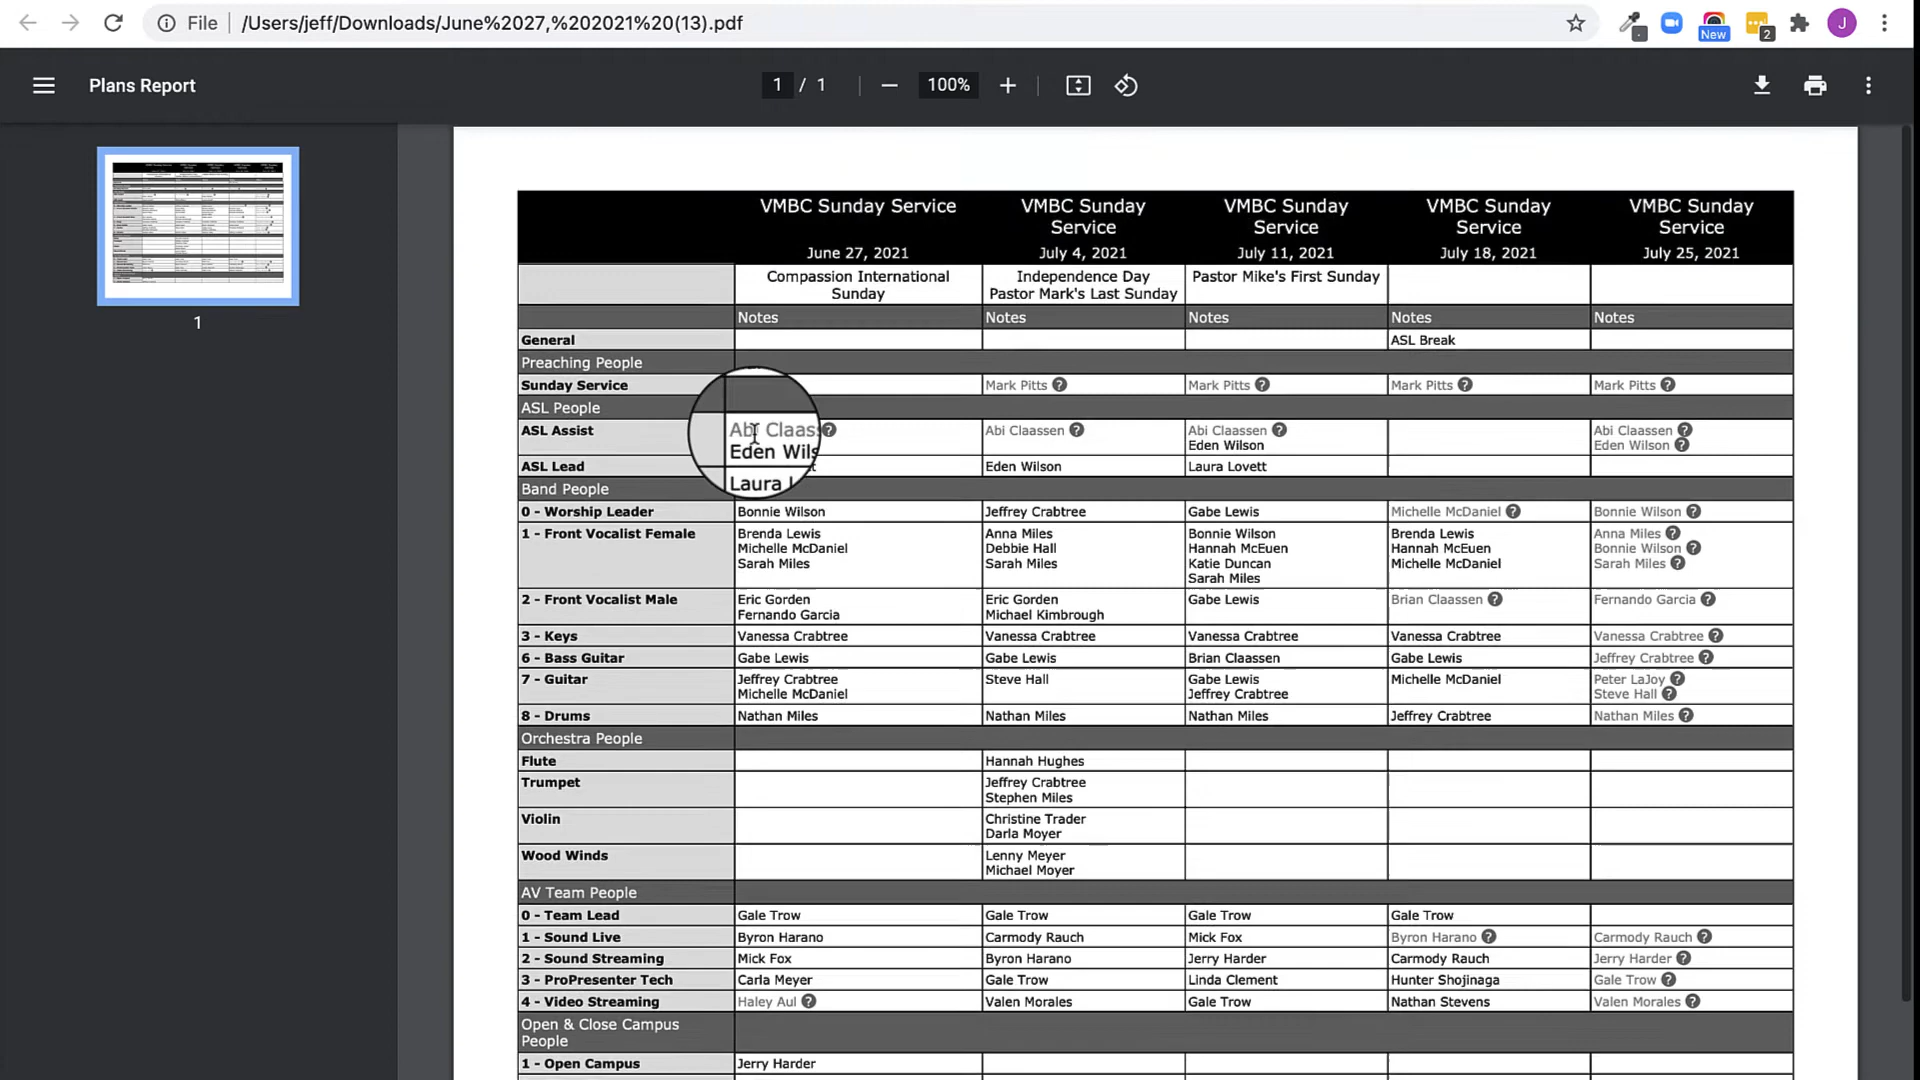 File /Users/jeff/Downloads/June%2027,%202021%20(13).pdf
New
2
J
Plans Report
1 / 1
100%
1
VMBC Sunday Service VMBC Sunday Service VMBC Sunday Service VMBC Sunday Service VMBC Sunday Service
June 27, 2021 July 4, 2021 July 11, 2021 July 18, 2021 July 25, 2021
Compassion International Sunday Independence Day Pastor Mark's Last Sunday Pastor Mike's First Sunday
Notes Notes Notes Notes Notes
General ASL Break
Preaching People
Sunday Service Mark Pitts ? Mark Pitts ? Mark Pitts ? Mark Pitts ?
ASL People
ASL Assist Abi Claass ? Abi Claassen ? Abi Claassen ? Abi Claassen ?
Eden Wils Eden Wilson Eden Wilson ?
ASL Lead Laura Eden Wilson Laura Lovett
Band People
0 - Worship Leader Bonnie Wilson Jeffrey Crabtree Gabe Lewis Michelle McDaniel ? Bonnie Wilson ?
1 - Front Vocalist Female Brenda Lewis Anna Miles Bonnie Wilson Brenda Lewis Anna Miles ?
Michelle McDaniel Debbie Hall Hannah McEuen Hannah McEuen Bonnie Wilson ?
Sarah Miles Sarah Miles Katie Duncan Michelle McDaniel Sarah Miles ?
Sarah Miles
2 - Front Vocalist Male Eric Gorden Eric Gorden Gabe Lewis Brian Claassen ? Fernando Garcia ?
Fernando Garcia Michael Kimbrough
3 - Keys Vanessa Crabtree Vanessa Crabtree Vanessa Crabtree Vanessa Crabtree Vanessa Crabtree ?
6 - Bass Guitar Gabe Lewis Gabe Lewis Brian Claassen Gabe Lewis Jeffrey Crabtree ?
7 - Guitar Jeffrey Crabtree Steve Hall Gabe Lewis Michelle McDaniel Peter LaJoy ?
Michelle McDaniel Jeffrey Crabtree Steve Hall ?
8 - Drums Nathan Miles Nathan Miles Nathan Miles Jeffrey Crabtree Nathan Miles ?
Orchestra People
Flute Hannah Hughes
Trumpet Jeffrey Crabtree
Stephen Miles
Violin Christine Trader
Darla Moyer
Wood Winds Lenny Meyer
Michael Moyer
AV Team People
0 - Team Lead Gale Trow Gale Trow Gale Trow Gale Trow
1 - Sound Live Byron Harano Carmody Rauch Mick Fox Byron Harano ? Carmody Rauch ?
2 - Sound Streaming Mick Fox Byron Harano Jerry Harder Carmody Rauch Jerry Harder ?
3 - ProPresenter Tech Carla Meyer Gale Trow Linda Clement Hunter Shojinaga Gale Trow ?
4 - Video Streaming Haley Aul ? Valen Morales Gale Trow Nathan Stevens Valen Morales ?
Open & Close Campus
People
1 - Open Campus Jerry Harder